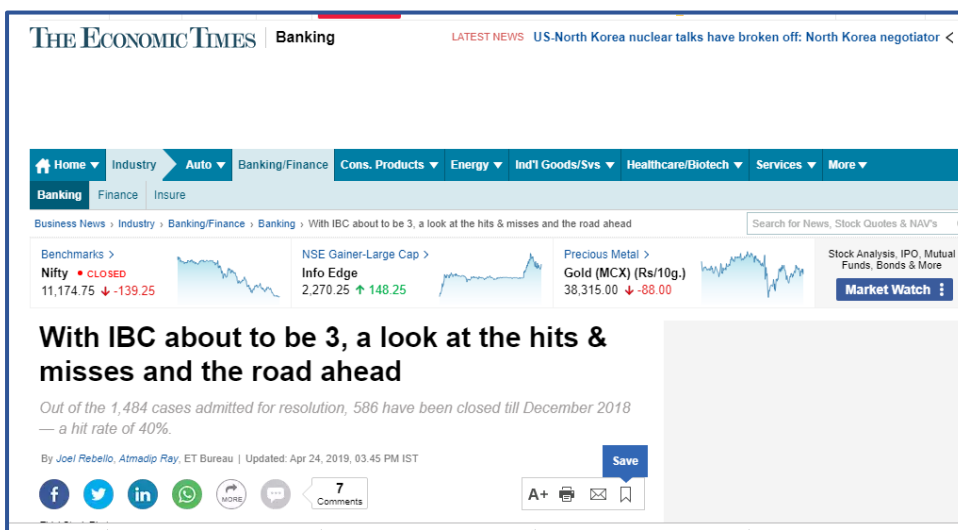 THE ECONOMIC TIMES | Banking
LATEST NEWS US-North Korea nuclear talks have broken off: North Korea negotiator <
Home Industry Auto Banking/Finance Cons. Products Energy Ind'l Goods/Svs Healthcare/Biotech Services More
Banking Finance Insure
Business News › Industry › Banking/Finance › Banking › With IBC about to be 3, a look at the hits & misses and the road ahead
Search for News, Stock Quotes & NAV's
Benchmarks >
Nifty • CLOSED
11,174.75 ↓ -139.25
NSE Gainer-Large Cap >
Info Edge
2,270.25 ↑ 148.25
Precious Metal >
Gold (MCX) (Rs/10g.)
38,315.00 ↓ -88.00
Stock Analysis, IPO, Mutual
Funds, Bonds & More
Market Watch
With IBC about to be 3, a look at the hits &
misses and the road ahead
Out of the 1,484 cases admitted for resolution, 586 have been closed till December 2018
— a hit rate of 40%.
By Joel Rebello, Atmadip Ray, ET Bureau | Updated: Apr 24, 2019, 03.45 PM IST
Save
MORE
7
Comments
A+